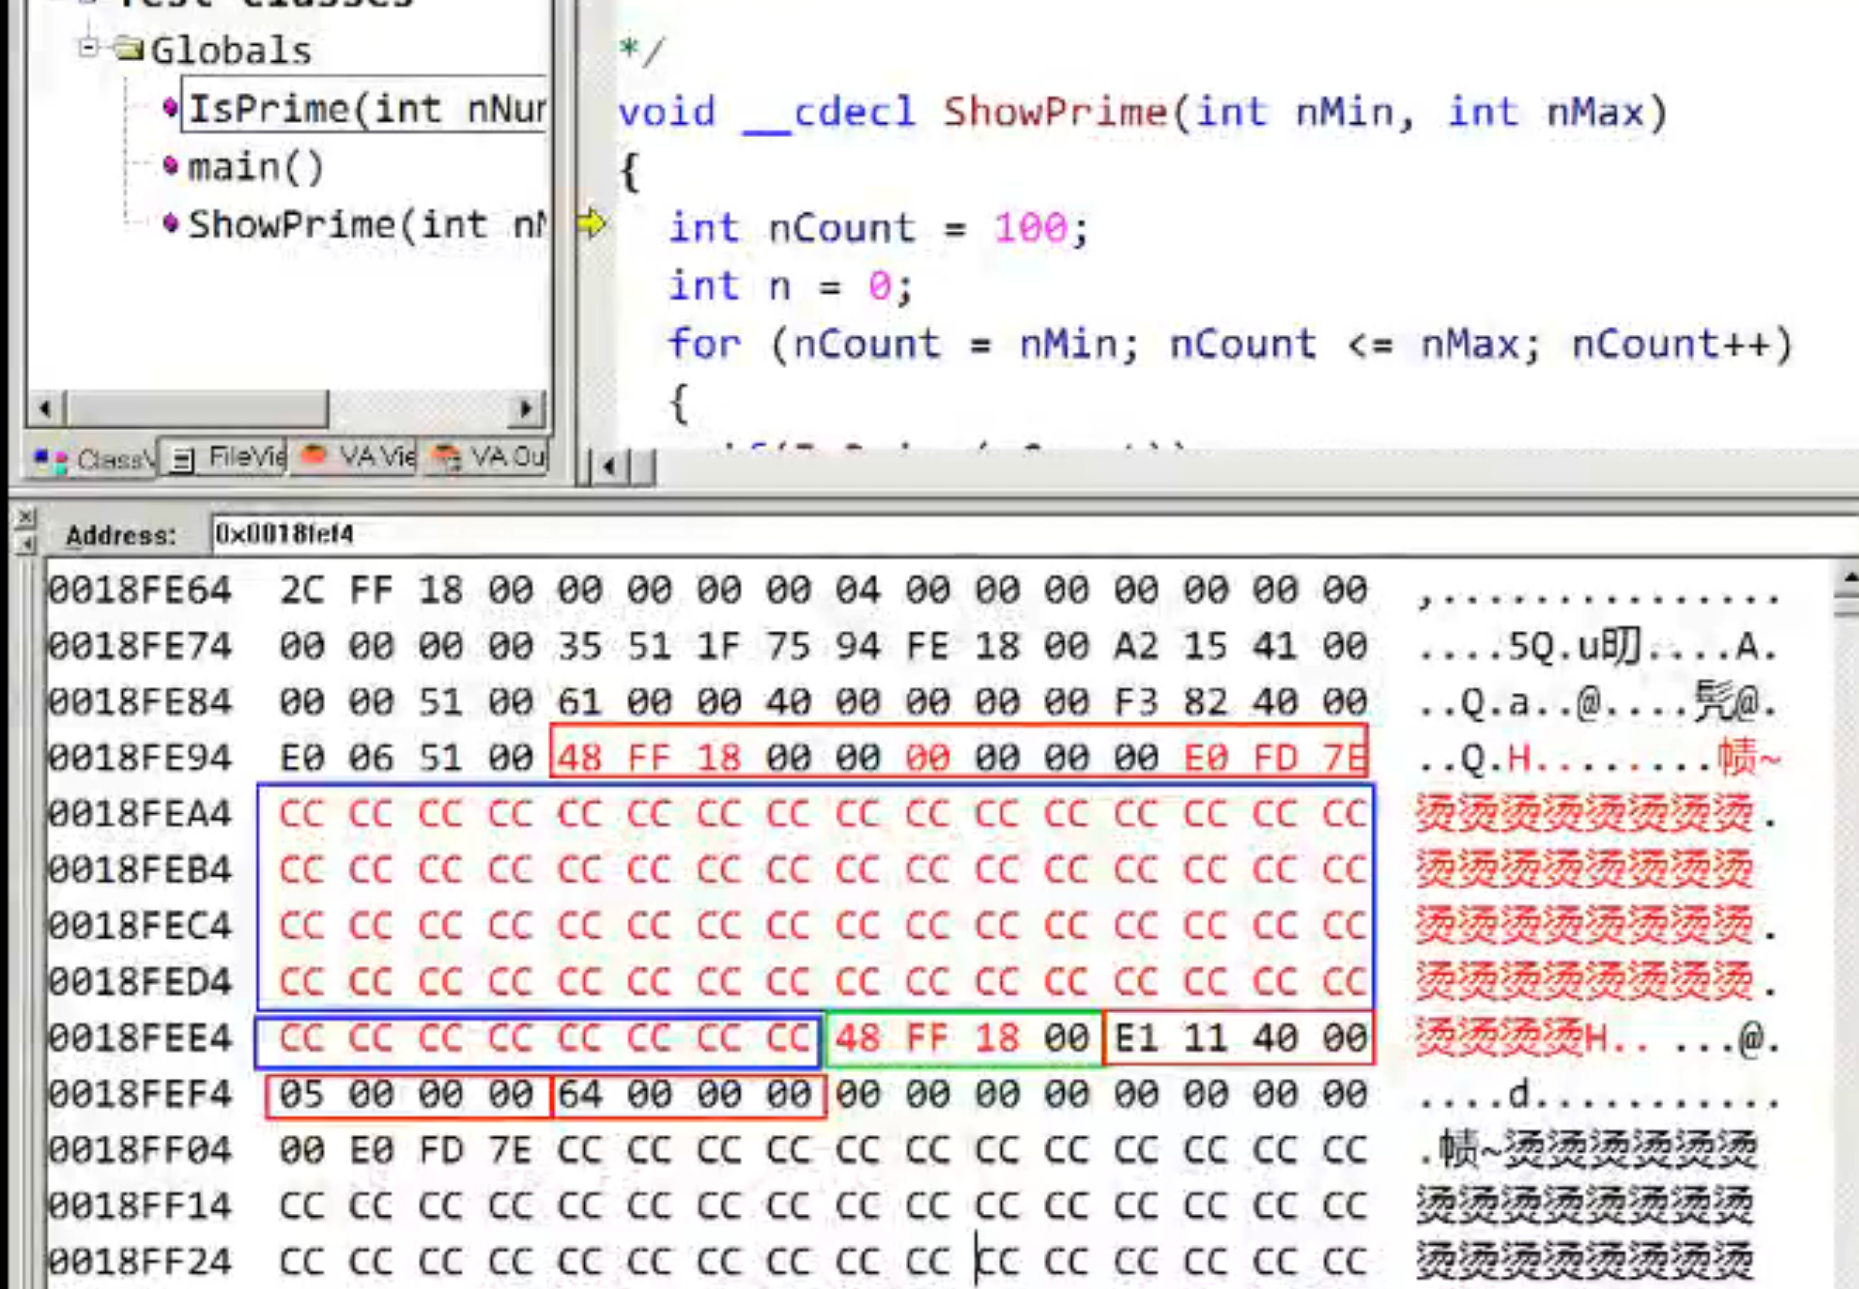 Test classes
Globals
IsPrime(int nNum
main()
ShowPrime(int nM
ClassV FileVie VA Vie VA Ou
*/
void __cdecl ShowPrime(int nMin, int nMax)
{
int nCount = 100;
int n = 0;
for (nCount = nMin; nCount <= nMax; nCount++)
{
Address: 0x0018fef4
0018FE64 2C FF 18 00 00 00 00 00 04 00 00 00 00 00 00 00 ,...............
0018FE74 00 00 00 00 35 51 1F 75 94 FE 18 00 A2 15 41 00 ....5Q.u....A.
0018FE84 00 00 51 00 61 00 00 40 00 00 00 00 F3 82 40 00 ..Q.a..@....髡@.
0018FE94 E0 06 51 00 48 FF 18 00 00 00 00 00 00 E0 FD 7E ..Q.H........帻~
0018FEA4 CC CC CC CC CC CC CC CC CC CC CC CC CC CC CC CC 烫烫烫烫烫烫烫烫.
0018FEB4 CC CC CC CC CC CC CC CC CC CC CC CC CC CC CC CC 烫烫烫烫烫烫烫烫
0018FEC4 CC CC CC CC CC CC CC CC CC CC CC CC CC CC CC CC 烫烫烫烫烫烫烫烫.
0018FED4 CC CC CC CC CC CC CC CC CC CC CC CC CC CC CC CC 烫烫烫烫烫烫烫烫.
0018FEE4 CC CC CC CC CC CC CC CC 48 FF 18 00 E1 11 40 00 烫烫烫烫H.. ...@.
0018FEF4 05 00 00 00 64 00 00 00 00 00 00 00 00 00 00 00 ....d...........
0018FF04 00 E0 FD 7E CC CC CC CC CC CC CC CC CC CC CC CC .帻~烫烫烫烫烫烫
0018FF14 CC CC CC CC CC CC CC CC CC CC CC CC CC CC CC CC 烫烫烫烫烫烫烫烫
0018FF24 CC CC CC CC CC CC CC CC CC CC CC CC CC CC CC CC 烫烫烫烫烫烫烫烫